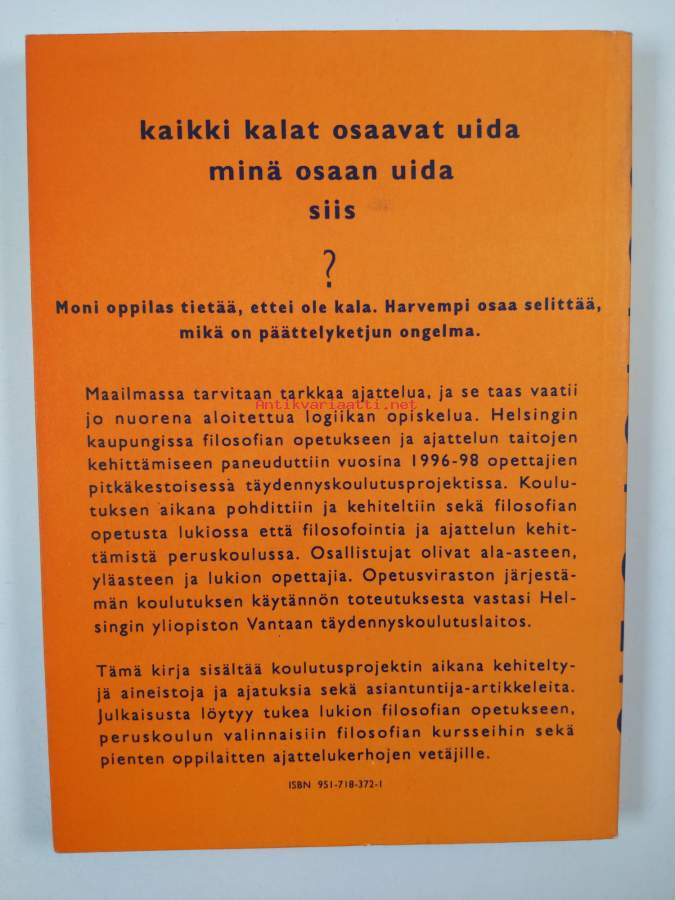 kaikki kalat osaavat uida
minä osaan uida
siis
?
Moni oppilas tietää, ettei ole kala. Harvempi osaa selittää,
mikä on päättelyketjun ongelma.
Maailmassa tarvitaan tarkkaa ajattelua, ja se taas vaatii
Antikvariaatti.net
jo nuorena aloitettua logiikan opiskelua. Helsingin
kaupungissa filosofian opetukseen ja ajattelun taitojen
kehittämiseen paneuduttiin vuosina 1996-98 opettajien
pitkäkestoisessa täydennyskoulutusprojektissa. Koulu-
tuksen aikana pohdittiin ja kehiteltiin sekä filosofian
opetusta lukiossa että filosofointia ja ajattelun kehit-
tämistä peruskoulussa. Osallistujat olivat ala-asteen,
yläasteen ja lukion opettajia. Opetusviraston järjestä-
män koulutuksen käytännön toteutuksesta vastasi Hel-
singin yliopiston Vantaan täydennyskoulutuslaitos.
Tämä kirja sisältää koulutusprojektin aikana kehitelty-
jä aineistoja ja ajatuksia sekä asiantuntija-artikkeleita.
Julkaisusta löytyy tukea lukion filosofian opetukseen,
peruskoulun valinnaisiin filosofian kursseihin sekä
pienten oppilaitten ajattelukerhojen vetäjille.
ISBN 951-718-372-1